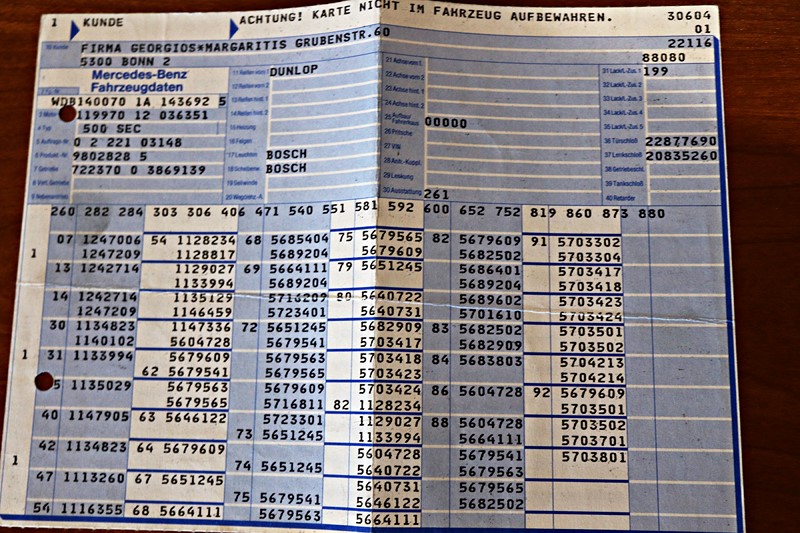 1 KUNDE ACHTUNG! KARTE NICHT IM FAHRZEUG AUFBEWAHREN. 30604
01
FIRMA GEORGIOS*MARGARITIS GRUBENSTR.60 22116
5300 BONN 2 88080
Mercedes-Benz
Fahrzeugdaten
DUNLOP
199
WDB140070 1A 143692 5
119970 12 036351
500 SEC
00000
0 2 221 03148
22877690
9802828 5
BOSCH
20835260
722370 0 3869139
BOSCH
261
260 282 284 303 306 406 471 540 551 581 592 600 652 752 819 860 873 880
07 1247006 54 1128234 68 5685404 75 5679565 82 5679609 91 5703302
1 1247209 1128817 5689204 5679609 5682502 5703304
13 1242714 1129027 69 5664111 79 5651245 5686401 5703417
1133994 5689204 5689204 5703418
14 1242714 1135129 5713209 80 5640722 5689602 5703423
1247209 1146459 5723401 5640731 5701610 5703424
30 1134823 1147336 72 5651245 5682909 83 5682502 5703501
1140102 5604728 5679541 5703417 5682909 5703502
1 31 1133994 5679609 5679563 5703418 84 5683803 5704213
62 5679541 5679565 5703423 5704214
5 1135029 5679563 5679609 5703424 86 5604728 92 5679609
5679565 5716811 82 1128234 5703501
40 1147905 63 5646122 5723301 1129027 88 5604728 5703502
73 5651245 1133994 5664111 5703701
42 1134823 64 5679609 5604728 5679541 5703801
1 74 5651245 5640722 5679563
47 1113260 67 5651245 5640731 5679565
75 5679541 5646122 5682502
54 1116355 68 5664111 5679563 5664111